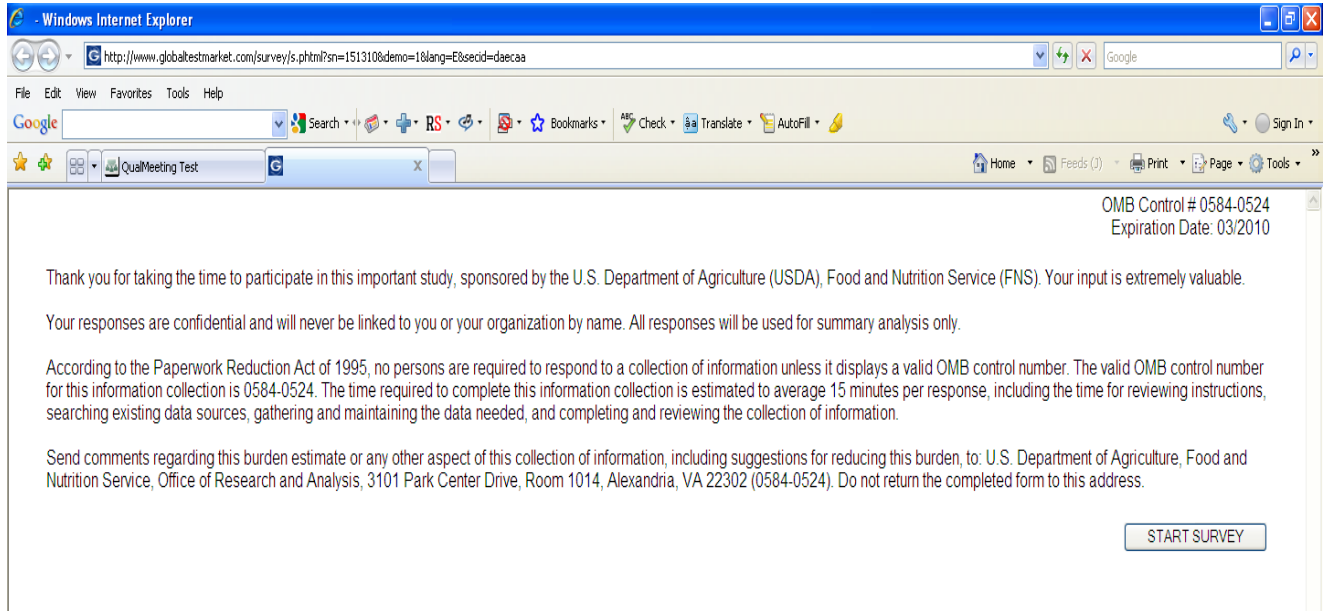 - Windows Internet Explorer
http://www.globaltestmarket.com/survey/s.phtml?sn=151310&demo=1&lang=E&secid=daecaa
Google
File Edit View Favorites Tools Help
Google Search RS Bookmarks ABC Check aá Translate AutoFill Sign In
QualMeeting Test G X Home Feeds (J) Print Page Tools »
OMB Control # 0584-0524
Expiration Date: 03/2010
Thank you for taking the time to participate in this important study, sponsored by the U.S. Department of Agriculture (USDA), Food and Nutrition Service (FNS). Your input is extremely valuable.
Your responses are confidential and will never be linked to you or your organization by name. All responses will be used for summary analysis only.
According to the Paperwork Reduction Act of 1995, no persons are required to respond to a collection of information unless it displays a valid OMB control number. The valid OMB control number
for this information collection is 0584-0524. The time required to complete this information collection is estimated to average 15 minutes per response, including the time for reviewing instructions,
searching existing data sources, gathering and maintaining the data needed, and completing and reviewing the collection of information.
Send comments regarding this burden estimate or any other aspect of this collection of information, including suggestions for reducing this burden, to: U.S. Department of Agriculture, Food and
Nutrition Service, Office of Research and Analysis, 3101 Park Center Drive, Room 1014, Alexandria, VA 22302 (0584-0524). Do not return the completed form to this address.
START SURVEY